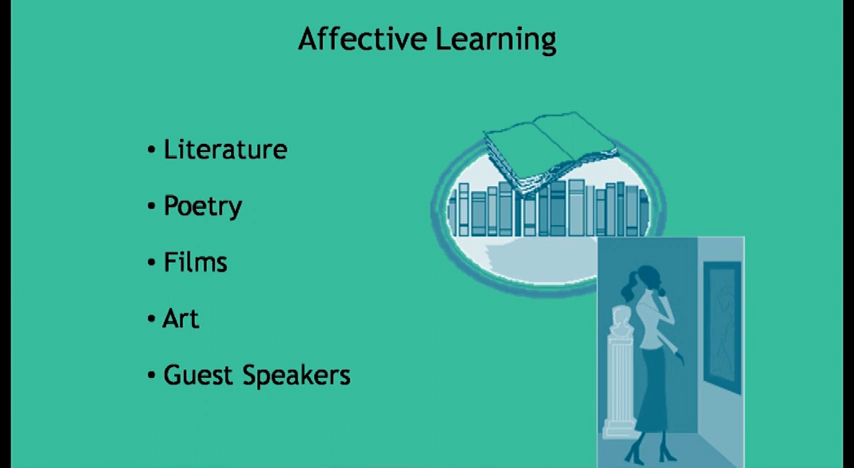 Affective Learning
• Literature
• Poetry
• Films
• Art
• Guest Speakers